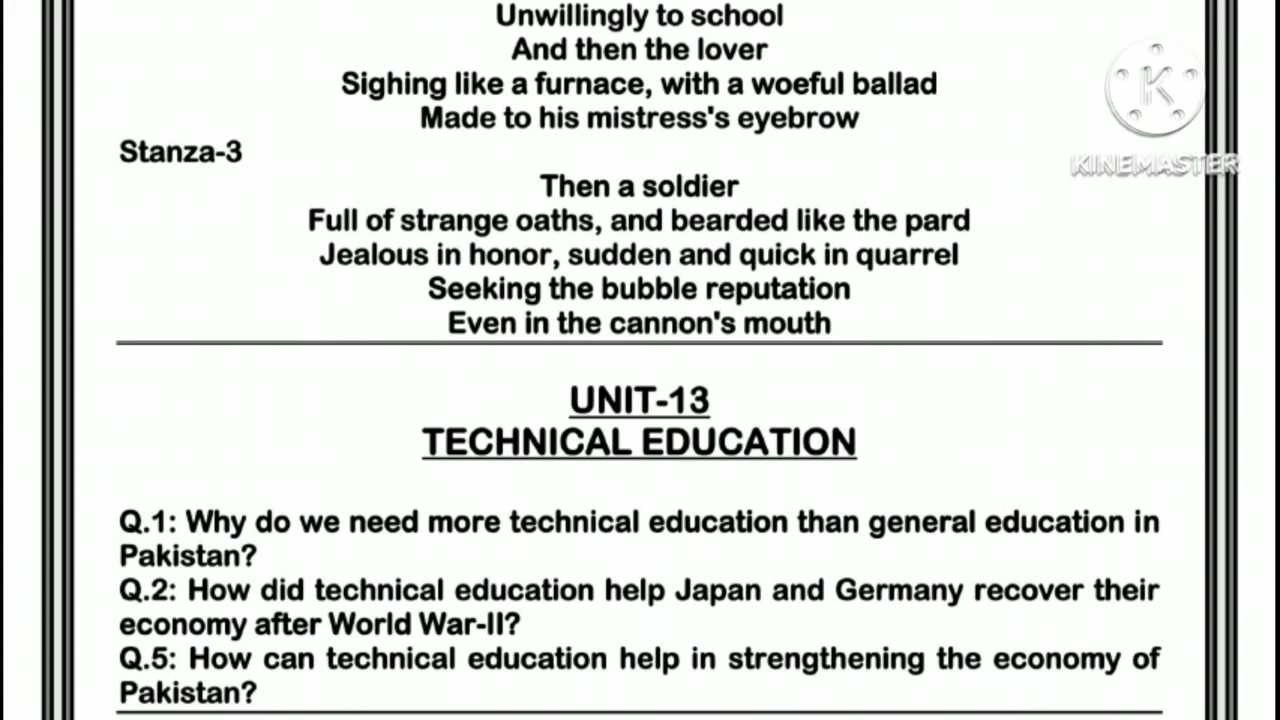 Unwillingly to school
And then the lover
Sighing like a furnace, with a woeful ballad
Made to his mistress's eyebrow
Stanza-3
Then a soldier
Full of strange oaths, and bearded like the pard
Jealous in honor, sudden and quick in quarrel
Seeking the bubble reputation
Even in the cannon's mouth
UNIT-13
TECHNICAL EDUCATION
Q.1: Why do we need more technical education than general education in
Pakistan?
Q.2: How did technical education help Japan and Germany recover their
economy after World War-II?
Q.5: How can technical education help in strengthening the economy of
Pakistan?
K
KINEMASTER